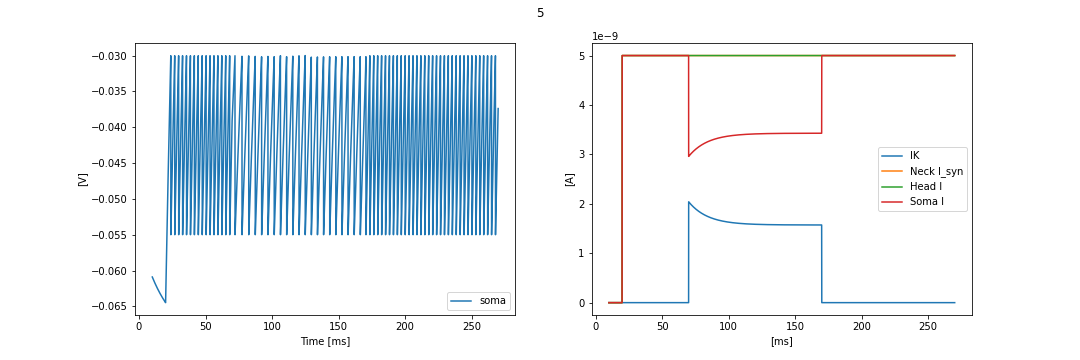 5
−0.030
−0.035
−0.040
−0.045
−0.050
−0.055
−0.060
−0.065
[V]
0
50
100
150
200
250
Time [ms]
soma
1e−9
5
4
3
2
1
0
[A]
0
50
100
150
200
250
[ms]
IK
Neck I_syn
Head I
Soma I